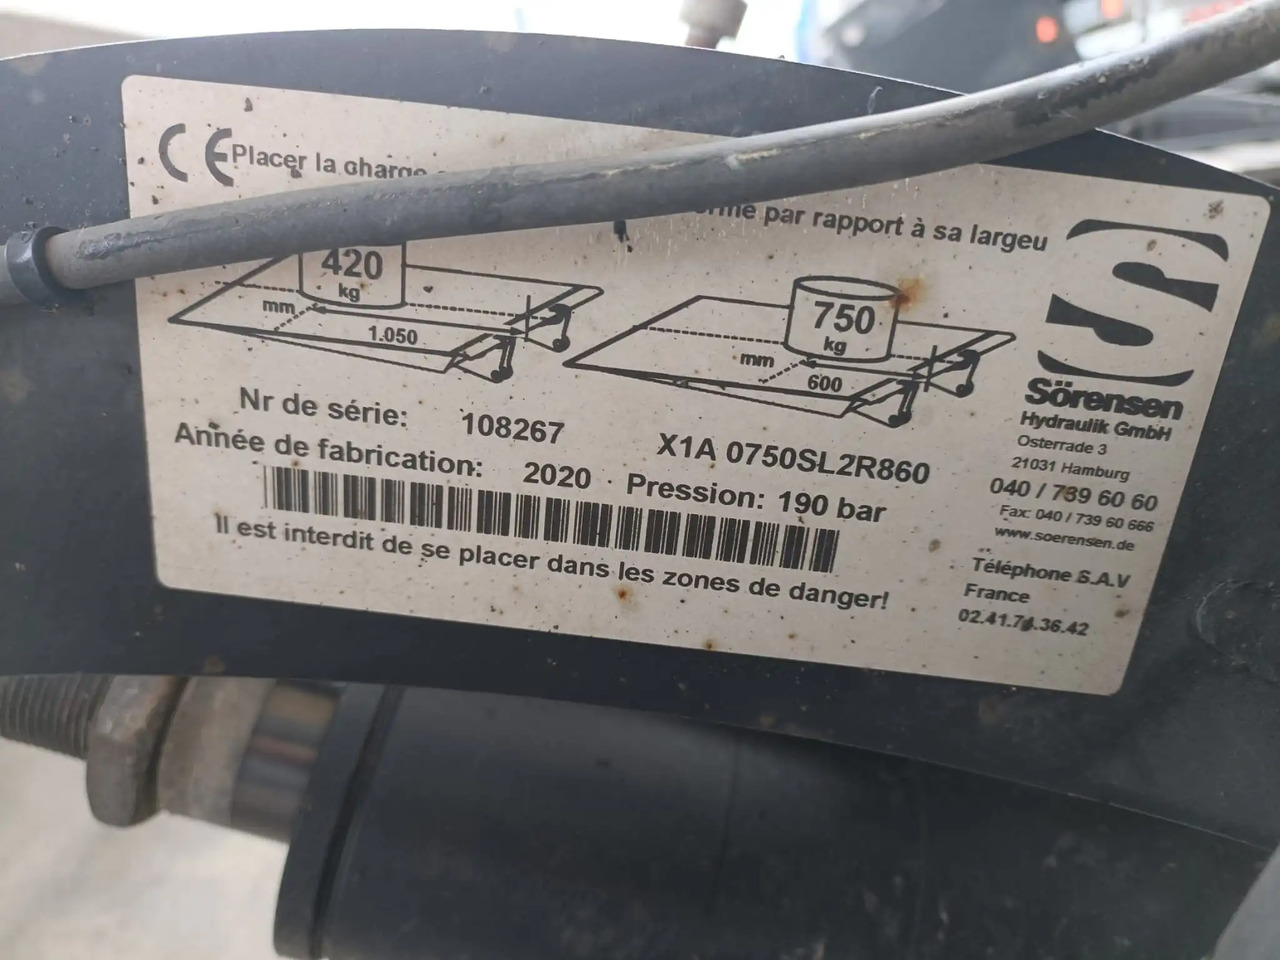 CE Placer la charge
forme par rapport à sa largeu
420
kg
mm
1.050
750
kg
mm
600
Nr de série: 108267 X1A 0750SL2R860
Année de fabrication: 2020 Pression: 190 bar
Il est interdit de se placer dans les zones de danger!
S
Sörensen
Hydraulik GmbH
Osterrade 3
21031 Hamburg
040 / 739 60 60
Fax: 040 / 739 60 666
www.soerensen.de
Téléphone S.A.V
France